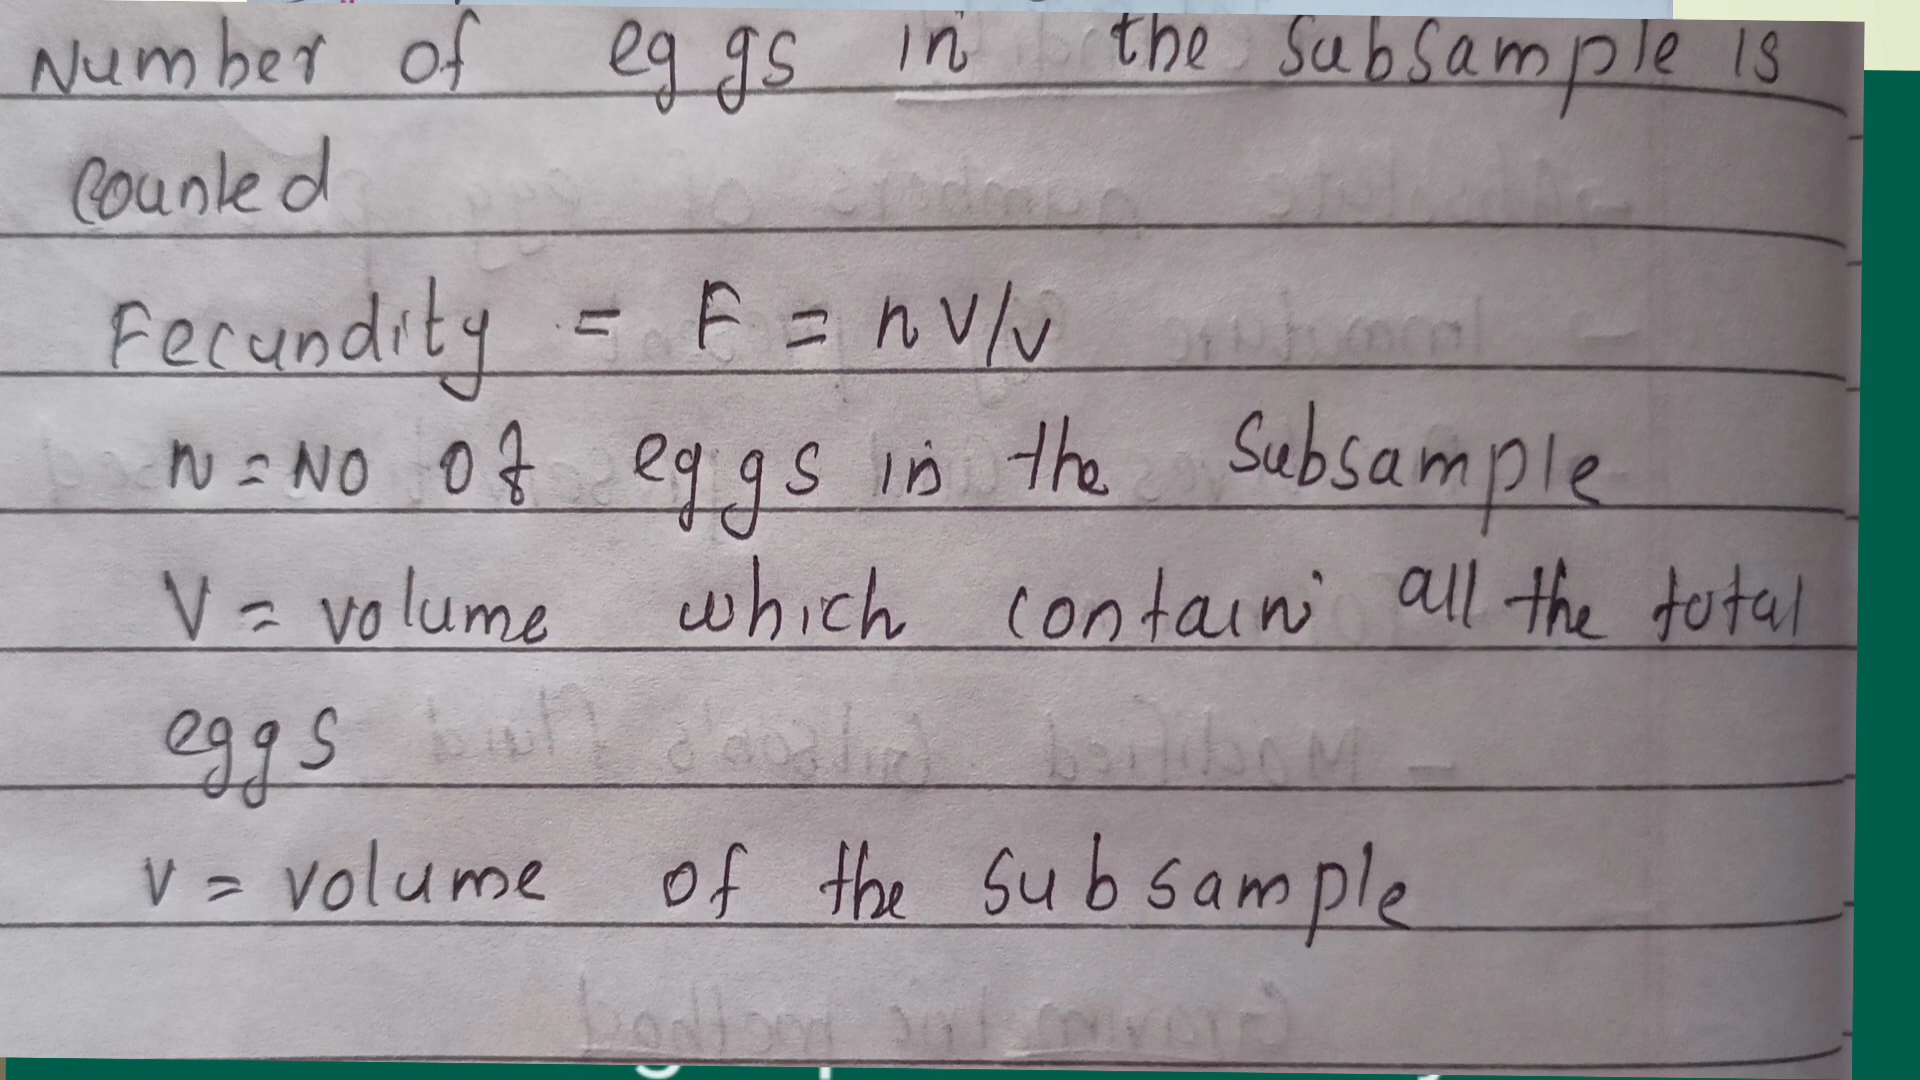 Number of eggs in the subsample is
counted
Fecundity = F = nV/v
n = No of eggs in the subsample
V = volume which contain all the total
eggs
v = volume of the subsample